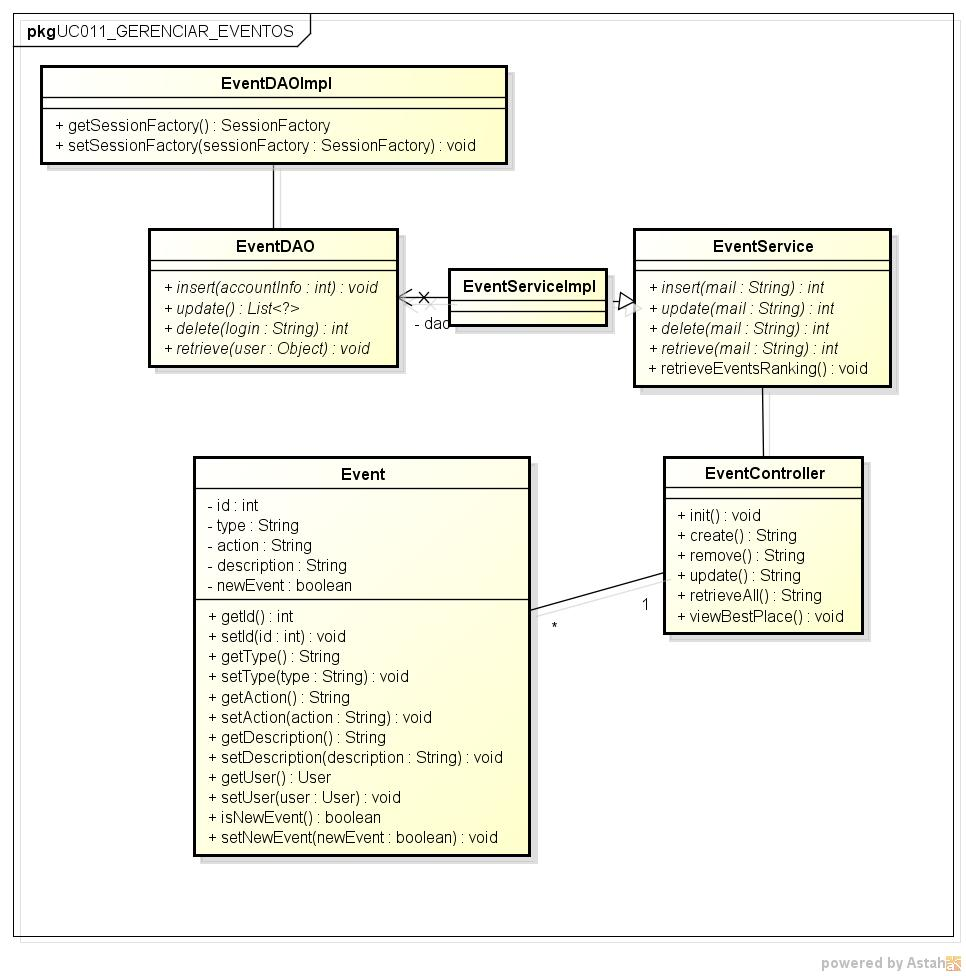 pkg UC011_GERENCIAR_EVENTOS
EventDAOImpl
+ getSessionFactory() : SessionFactory
+ setSessionFactory(sessionFactory : SessionFactory) : void
EventDAO
+ insert(accountInfo : int) : void
+ update() : List<?>
+ delete(login : String) : int
+ retrieve(user : Object) : void
- dao
EventServiceImpl
EventService
+ insert(mail : String) : int
+ update(mail : String) : int
+ delete(mail : String) : int
+ retrieve(mail : String) : int
+ retrieveEventsRanking() : void
Event
- id : int
- type : String
- action : String
- description : String
- newEvent : boolean
+ getId() : int
+ setId(id : int) : void
+ getType() : String
+ setType(type : String) : void
+ getAction() : String
+ setAction(action : String) : void
+ getDescription() : String
+ setDescription(description : String) : void
+ getUser() : User
+ setUser(user : User) : void
+ isNewEvent() : boolean
+ setNewEvent(newEvent : boolean) : void
*
1
EventController
+ init() : void
+ create() : String
+ remove() : String
+ update() : String
+ retrieveAll() : String
+ viewBestPlace() : void
powered by Astah